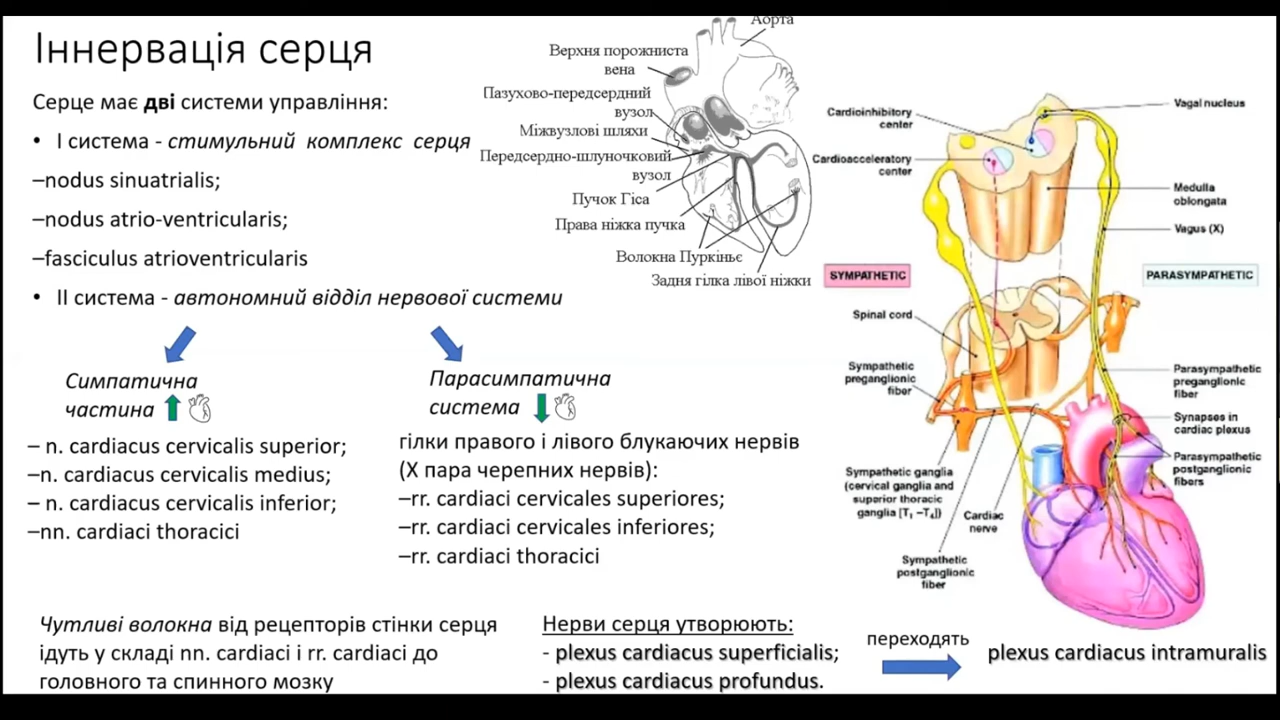 Іннервація серця
Серце має дві системи управління:
• І система - стимульний комплекс серця
–nodus sinuatrialis;
–nodus atrio-ventricularis;
–fasciculus atrioventricularis
• ІІ система - автономний відділ нервової системи
Симпатична
частина
– n. cardiacus cervicalis superior;
–n. cardiacus cervicalis medius;
– n. cardiacus cervicalis inferior;
–nn. cardiaci thoracici
Парасимпатична
система
гілки правого і лівого блукаючих нервів
(X пара черепних нервів):
–rr. cardiaci cervicales superiores;
–rr. cardiaci cervicales inferiores;
–rr. cardiaci thoracici
Чутливі волокна від рецепторів стінки серця
ідуть у складі nn. cardiaci і rr. cardiaci до
головного та спинного мозку
Нерви серця утворюють:
- plexus cardiacus superficialis;
- plexus cardiacus profundus.
переходять
plexus cardiacus intramuralis
Аорта
Верхня порожниста
вена
Пазухово-передсердний
вузол
Міжвузлові шляхи
Передсердно-шлуночковий
вузол
Пучок Гіса
Права ніжка пучка
Волокна Пуркіньє
Задня гілка лівої ніжки
Cardioinhibitory
center
Cardioacceleratory
center
Vagal nucleus
Medulla
oblongata
Vagus (X)
SYMPATHETIC
PARASYMPATHETIC
Spinal cord
Sympathetic
preganglionic
fiber
Parasympathetic
preganglionic
fiber
Synapses in
cardiac plexus
Parasympathetic
postganglionic
fibers
Sympathetic ganglia
(cervical ganglia and
superior thoracic
ganglia [T₁ –T₄])
Cardiac
nerve
Sympathetic
postganglionic
fiber